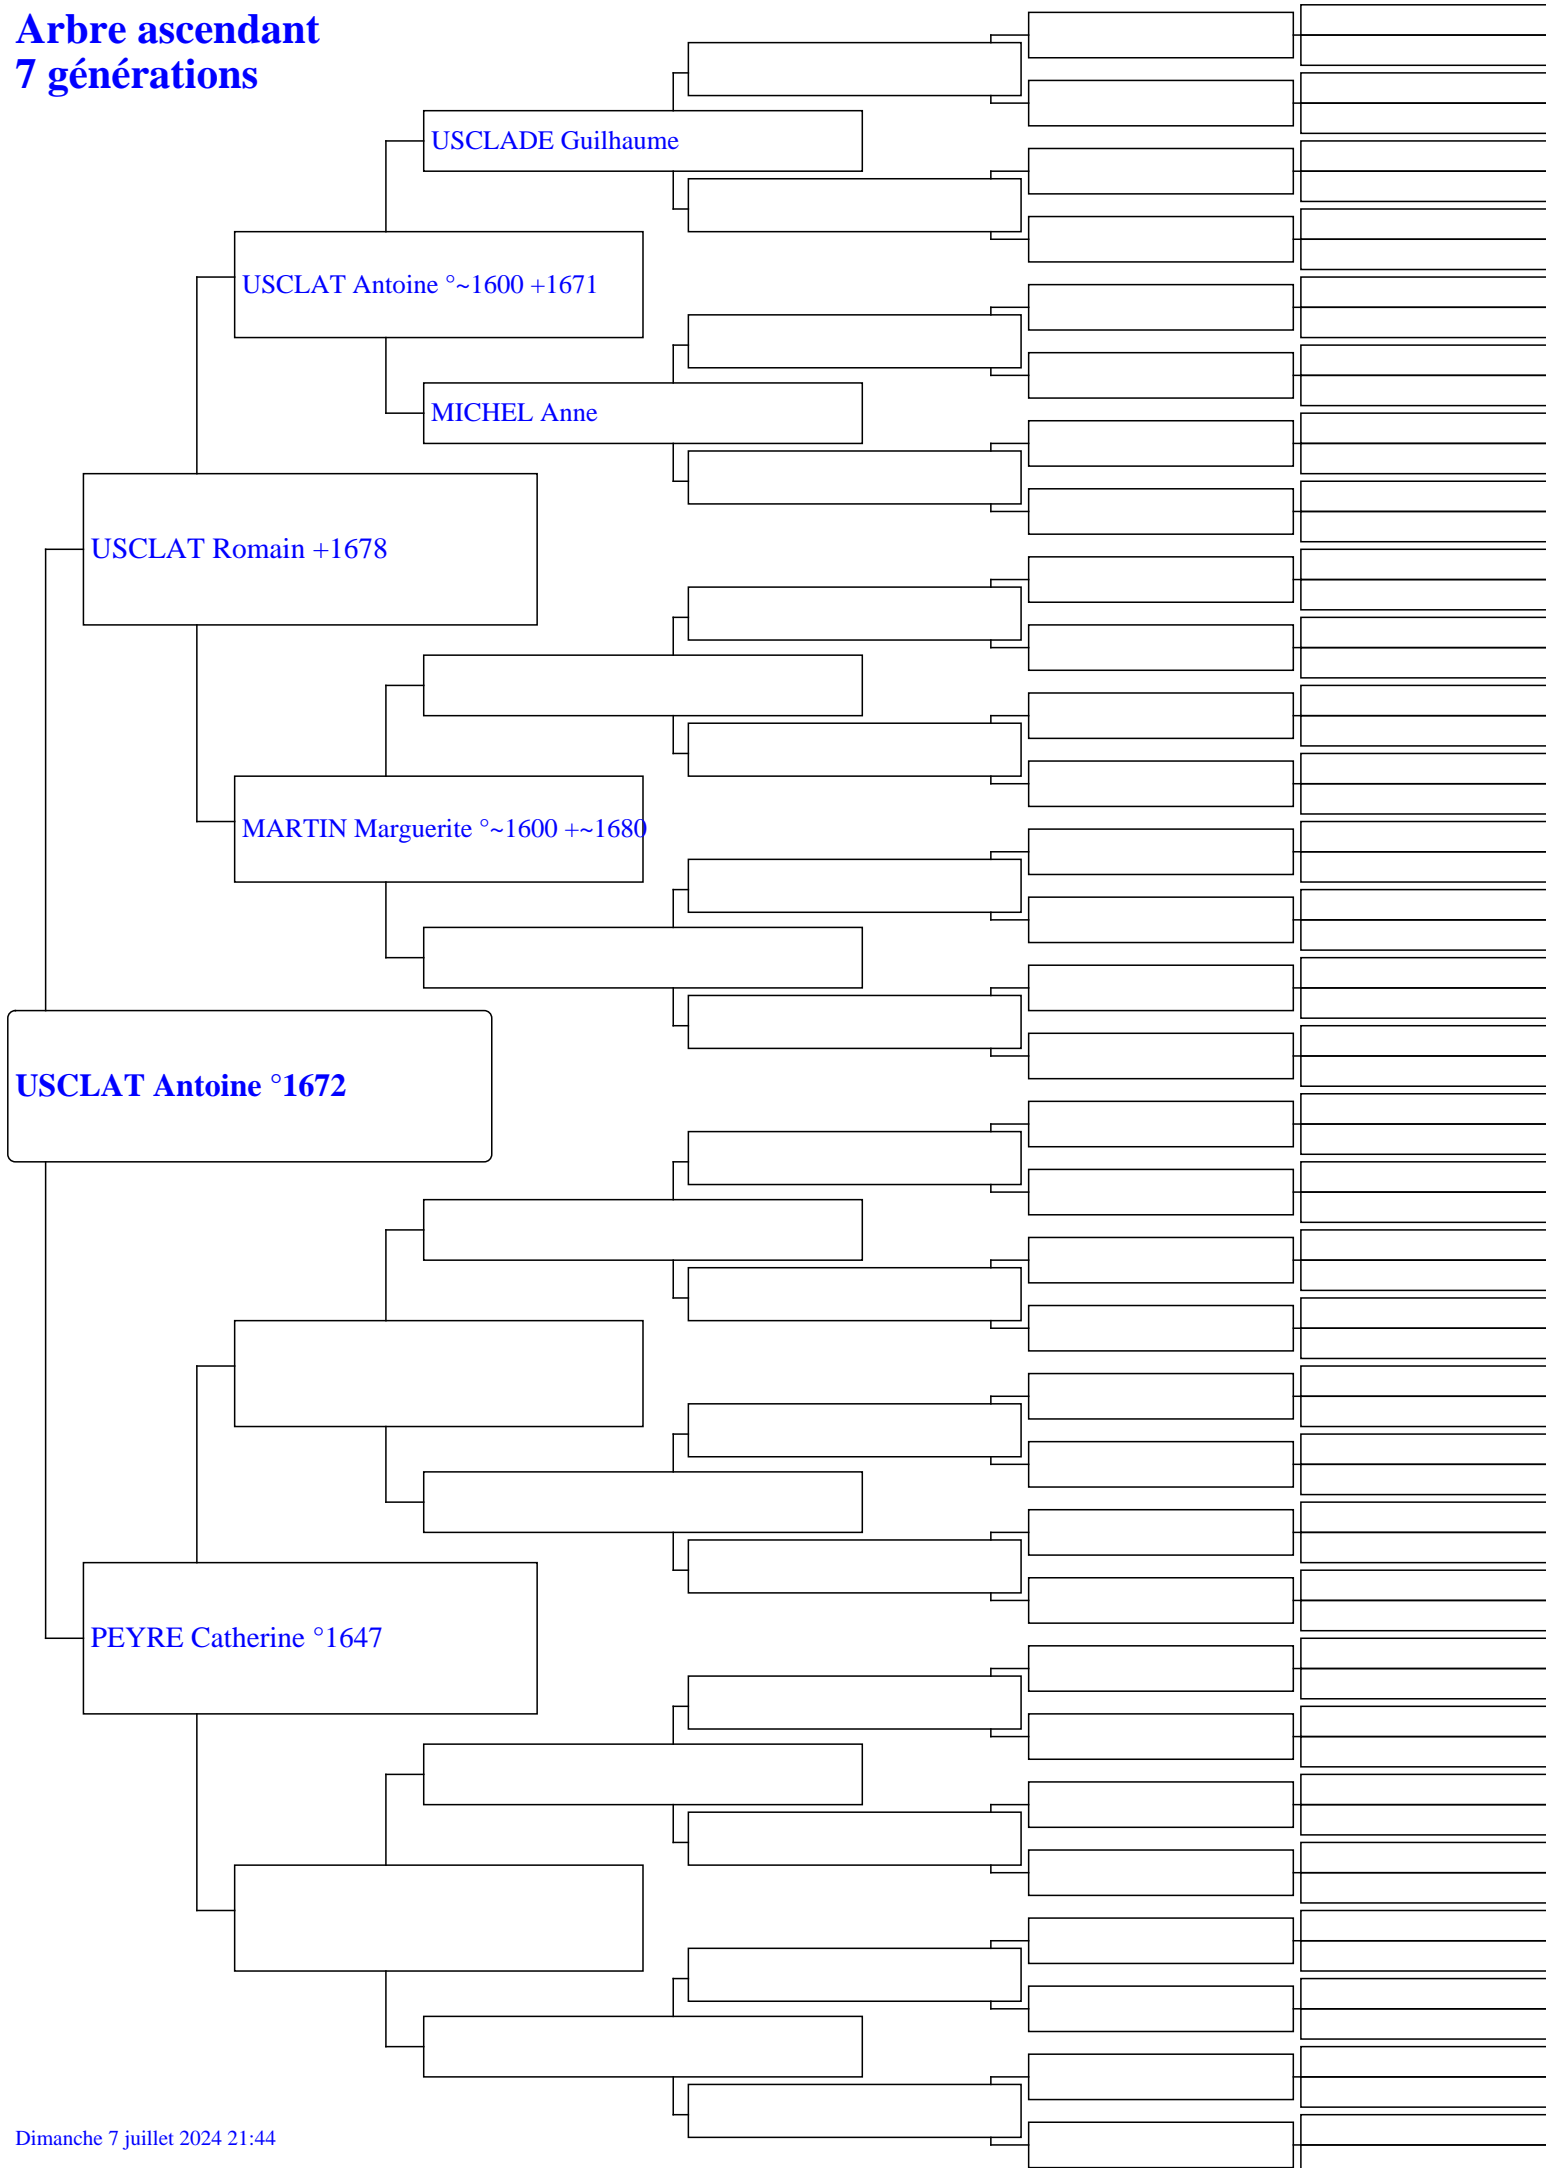 Arbre ascendant
7 générations
USCLADE Guilhaume
USCLAT Antoine °~1600 +1671
MICHEL Anne
USCLAT Romain +1678
MARTIN Marguerite °~1600 +~1680
USCLAT Antoine °1672
PEYRE Catherine °1647
Dimanche 7 juillet 2024 21:44